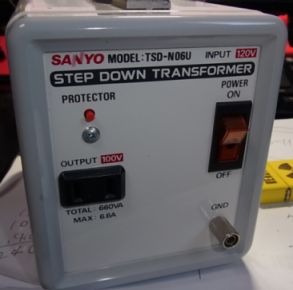 SANYO MODEL: TSD-N06U INPUT 120V
STEP DOWN TRANSFORMER
PROTECTOR
POWER
ON
OFF
OUTPUT 100V
TOTAL 660VA
MAX: 6.6A
GND